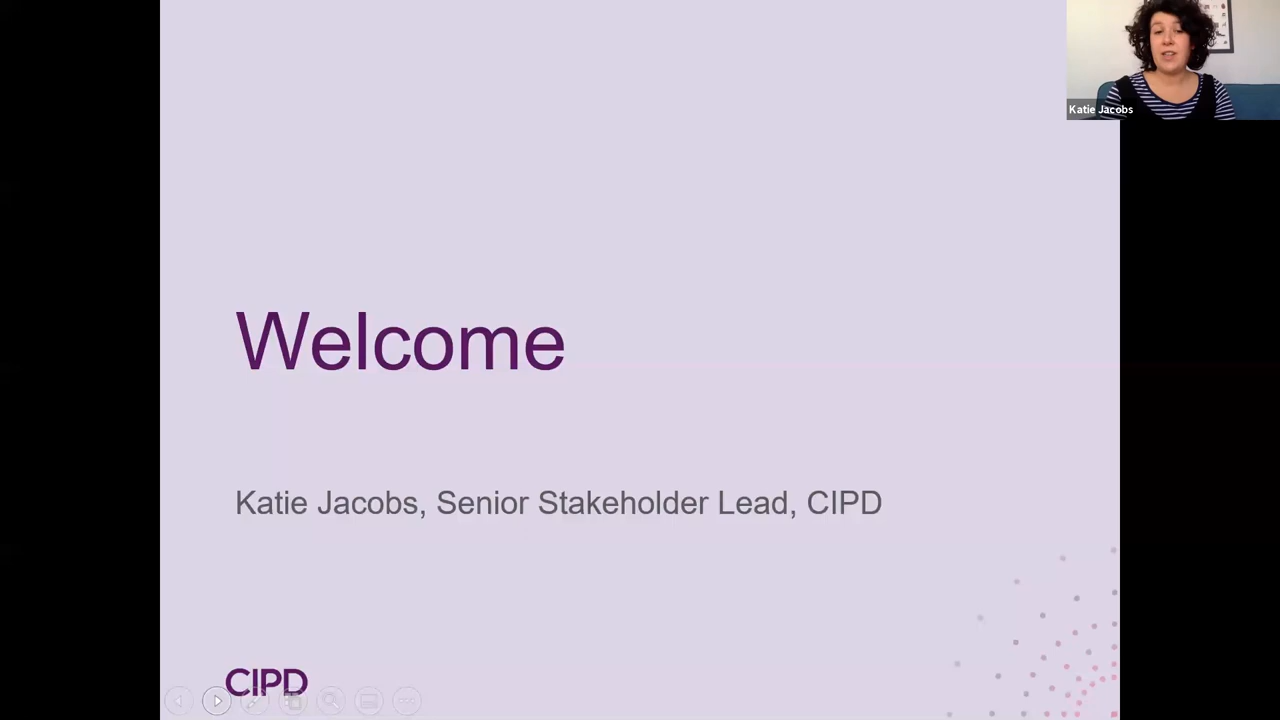 Katie Jacobs
Welcome
Katie Jacobs, Senior Stakeholder Lead, CIPD
CIPD